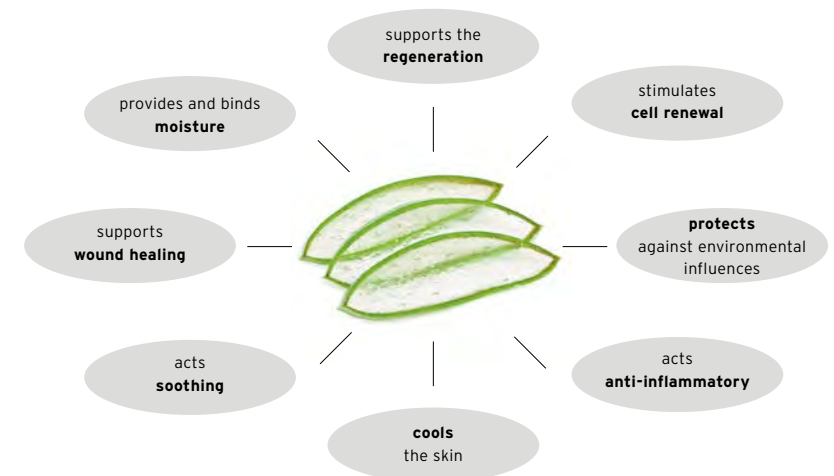 supports the
regeneration
stimulates
cell renewal
provides and binds
moisture
supports
wound healing
protects
against environmental
influences
acts
soothing
acts
anti-inflammatory
cools
the skin